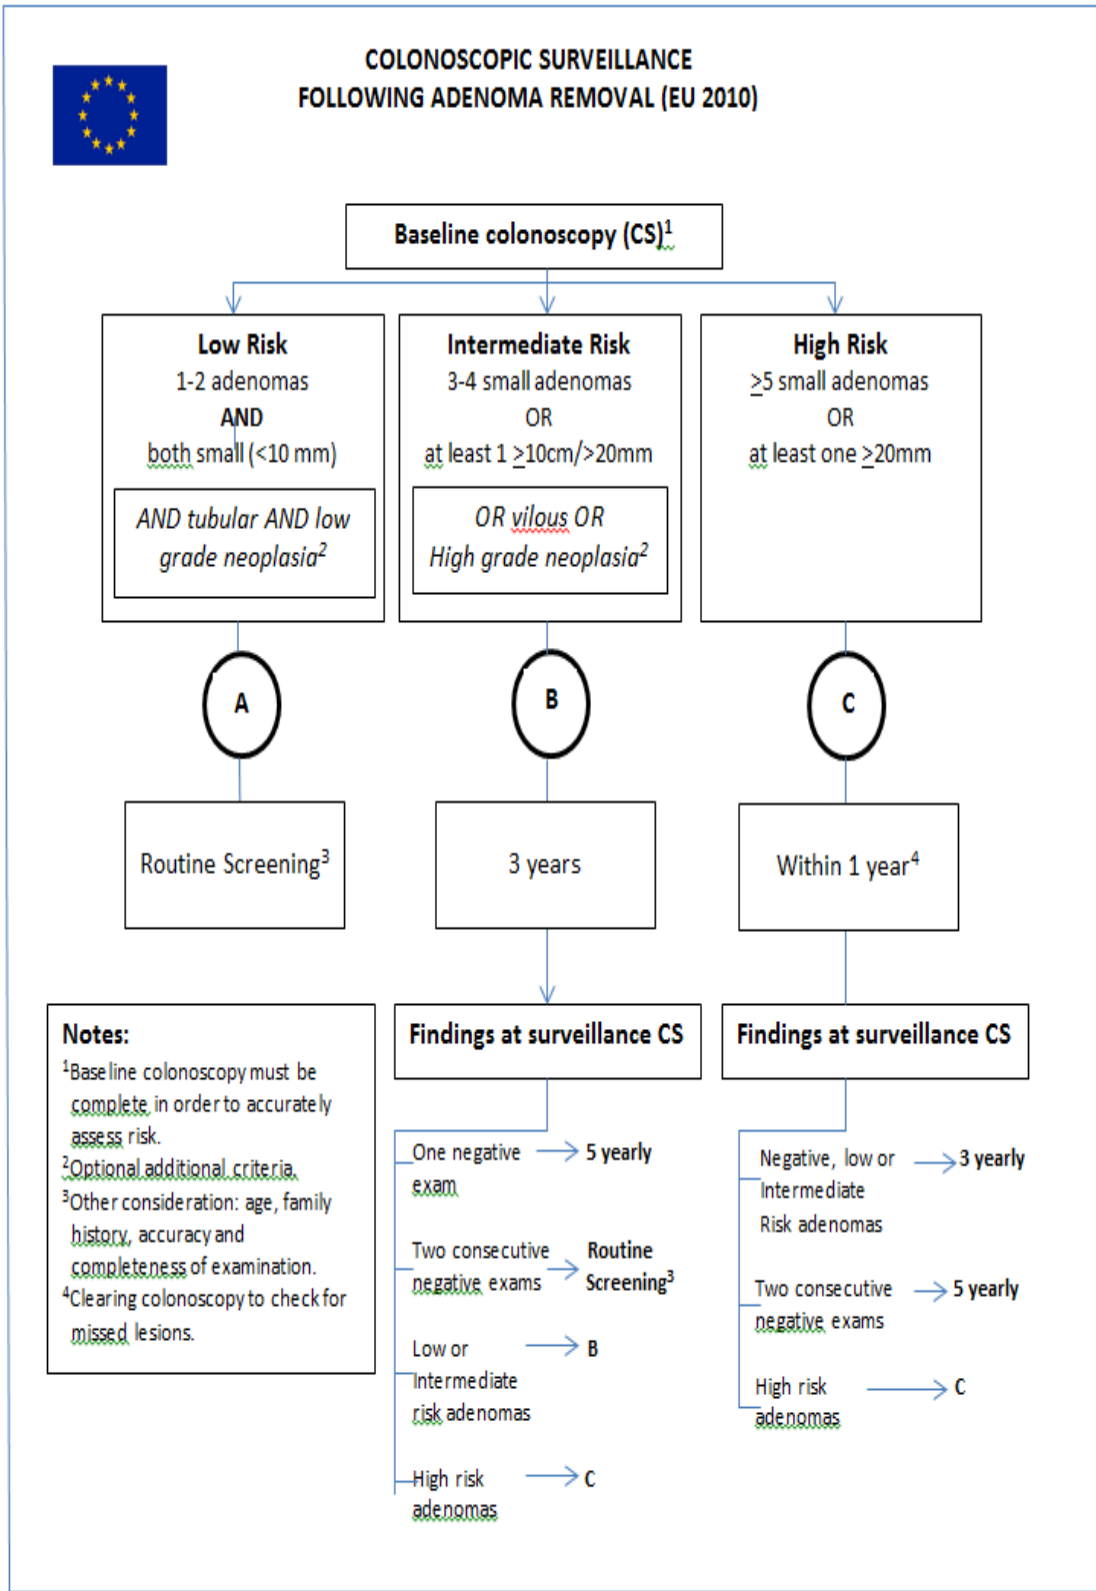 COLONOSCOPIC SURVEILLANCE
FOLLOWING ADENOMA REMOVAL (EU 2010)
Baseline colonoscopy (CS)¹
Low Risk
1-2 adenomas
AND
both small (<10 mm)
AND tubular AND low
grade neoplasia²
Intermediate Risk
3-4 small adenomas
OR
at least 1 ≥10cm/>20mm
OR vilous OR
High grade neoplasia²
High Risk
≥5 small adenomas
OR
at least one ≥20mm
A
B
C
Routine Screening³
3 years
Within 1 year⁴
Notes:
¹Baseline colonoscopy must be
complete in order to accurately
assess risk.
²Optional additional criteria.
³Other consideration: age, family
history, accuracy and
completeness of examination.
⁴Clearing colonoscopy to check for
missed lesions.
Findings at surveillance CS
One negative → 5 yearly
exam
Two consecutive → Routine
negative exams Screening³
Low or → B
Intermediate
risk adenomas
High risk → C
adenomas
Findings at surveillance CS
Negative, low or → 3 yearly
Intermediate
Risk adenomas
Two consecutive → 5 yearly
negative exams
High risk → C
adenomas